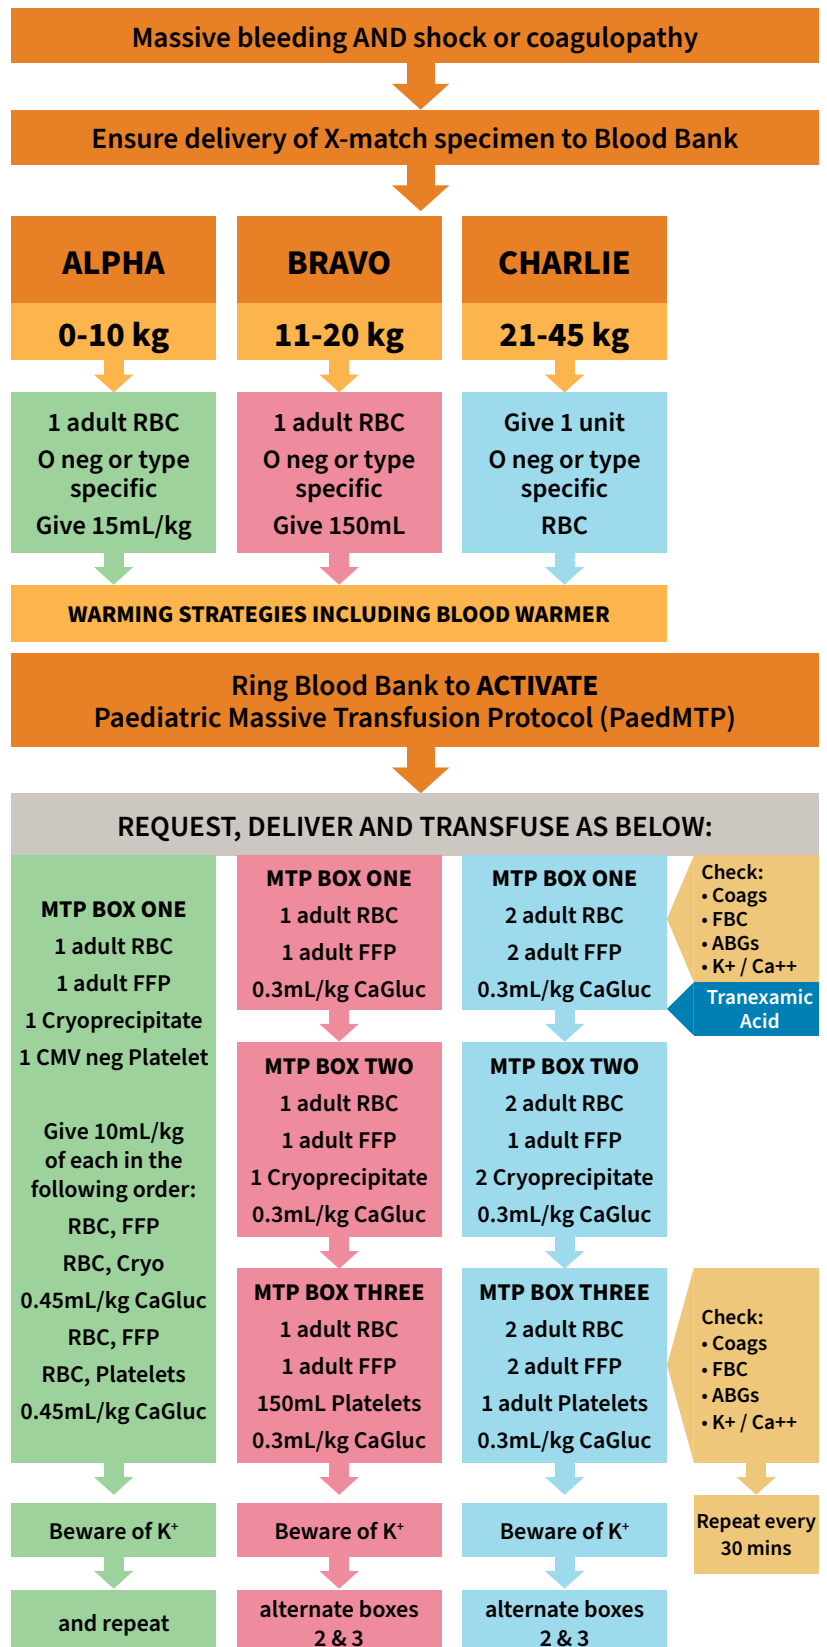 Massive bleeding AND shock or coagulopathy
Ensure delivery of X-match specimen to Blood Bank
ALPHA
0-10 kg
1 adult RBC
O neg or type
specific
Give 15mL/kg
BRAVO
11-20 kg
1 adult RBC
O neg or type
specific
Give 150mL
CHARLIE
21-45 kg
Give 1 unit
O neg or type
specific
RBC
WARMING STRATEGIES INCLUDING BLOOD WARMER
Ring Blood Bank to ACTIVATE
Paediatric Massive Transfusion Protocol (PaedMTP)
REQUEST, DELIVER AND TRANSFUSE AS BELOW:
MTP BOX ONE
1 adult RBC
1 adult FFP
1 Cryoprecipitate
1 CMV neg Platelet
Give 10mL/kg
of each in the
following order:
RBC, FFP
RBC, Cryo
0.45mL/kg CaGluc
RBC, FFP
RBC, Platelets
0.45mL/kg CaGluc
Beware of K⁺
and repeat
MTP BOX ONE
1 adult RBC
1 adult FFP
0.3mL/kg CaGluc
MTP BOX TWO
1 adult RBC
1 adult FFP
1 Cryoprecipitate
0.3mL/kg CaGluc
MTP BOX THREE
1 adult RBC
1 adult FFP
150mL Platelets
0.3mL/kg CaGluc
Beware of K⁺
alternate boxes
2 & 3
MTP BOX ONE
2 adult RBC
2 adult FFP
0.3mL/kg CaGluc
MTP BOX TWO
2 adult RBC
1 adult FFP
2 Cryoprecipitate
0.3mL/kg CaGluc
MTP BOX THREE
2 adult RBC
2 adult FFP
1 adult Platelets
0.3mL/kg CaGluc
Beware of K⁺
alternate boxes
2 & 3
Check:
• Coags
• FBC
• ABGs
• K+ / Ca++
Tranexamic
Acid
Check:
• Coags
• FBC
• ABGs
• K+ / Ca++
Repeat every
30 mins